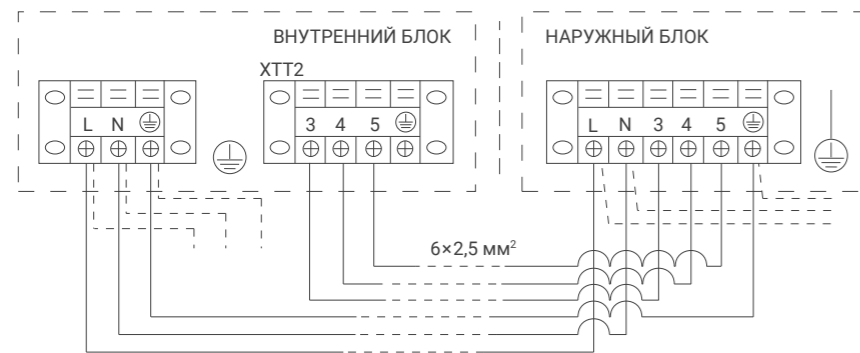 ВНУТРЕННИЙ БЛОК
НАРУЖНЫЙ БЛОК
XTT2
L N
3 4 5
L N 3 4 5
6×2,5 мм²